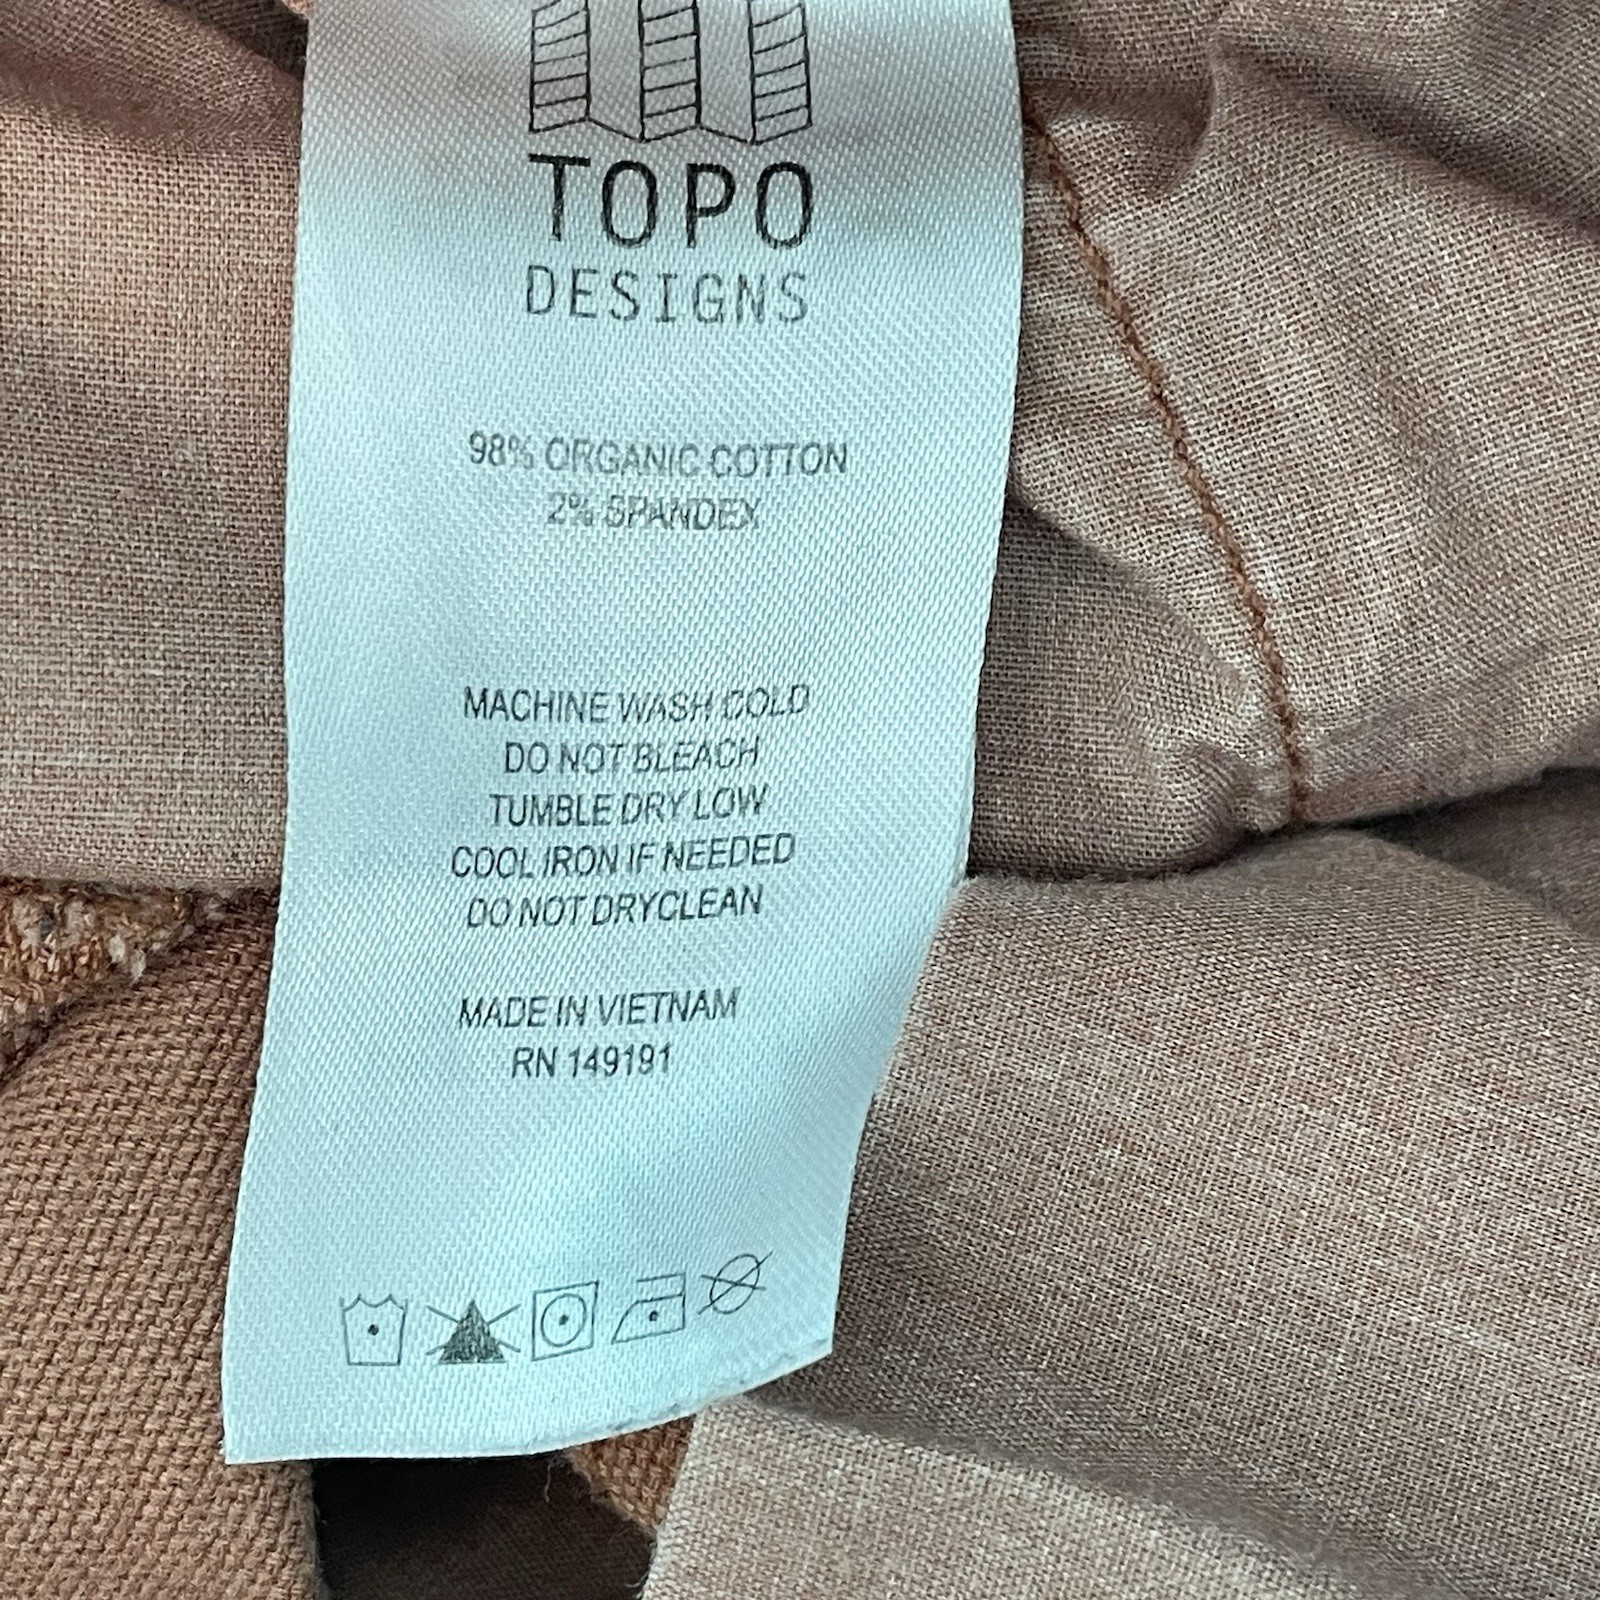 TOPO
DESIGNS
98% ORGANIC COTTON
2% SPANDEX
MACHINE WASH COLD
DO NOT BLEACH
TUMBLE DRY LOW
COOL IRON IF NEEDED
DO NOT DRYCLEAN
MADE IN VIETNAM
RN 149191